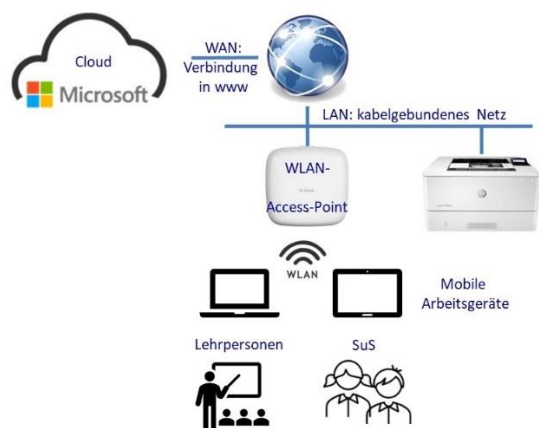 Cloud
Microsoft
WAN:
Verbindung
in www
LAN: kabelgebundenes Netz
WLAN-
Access-Point
WLAN
Mobile
Arbeitsgeräte
Lehrpersonen
SuS